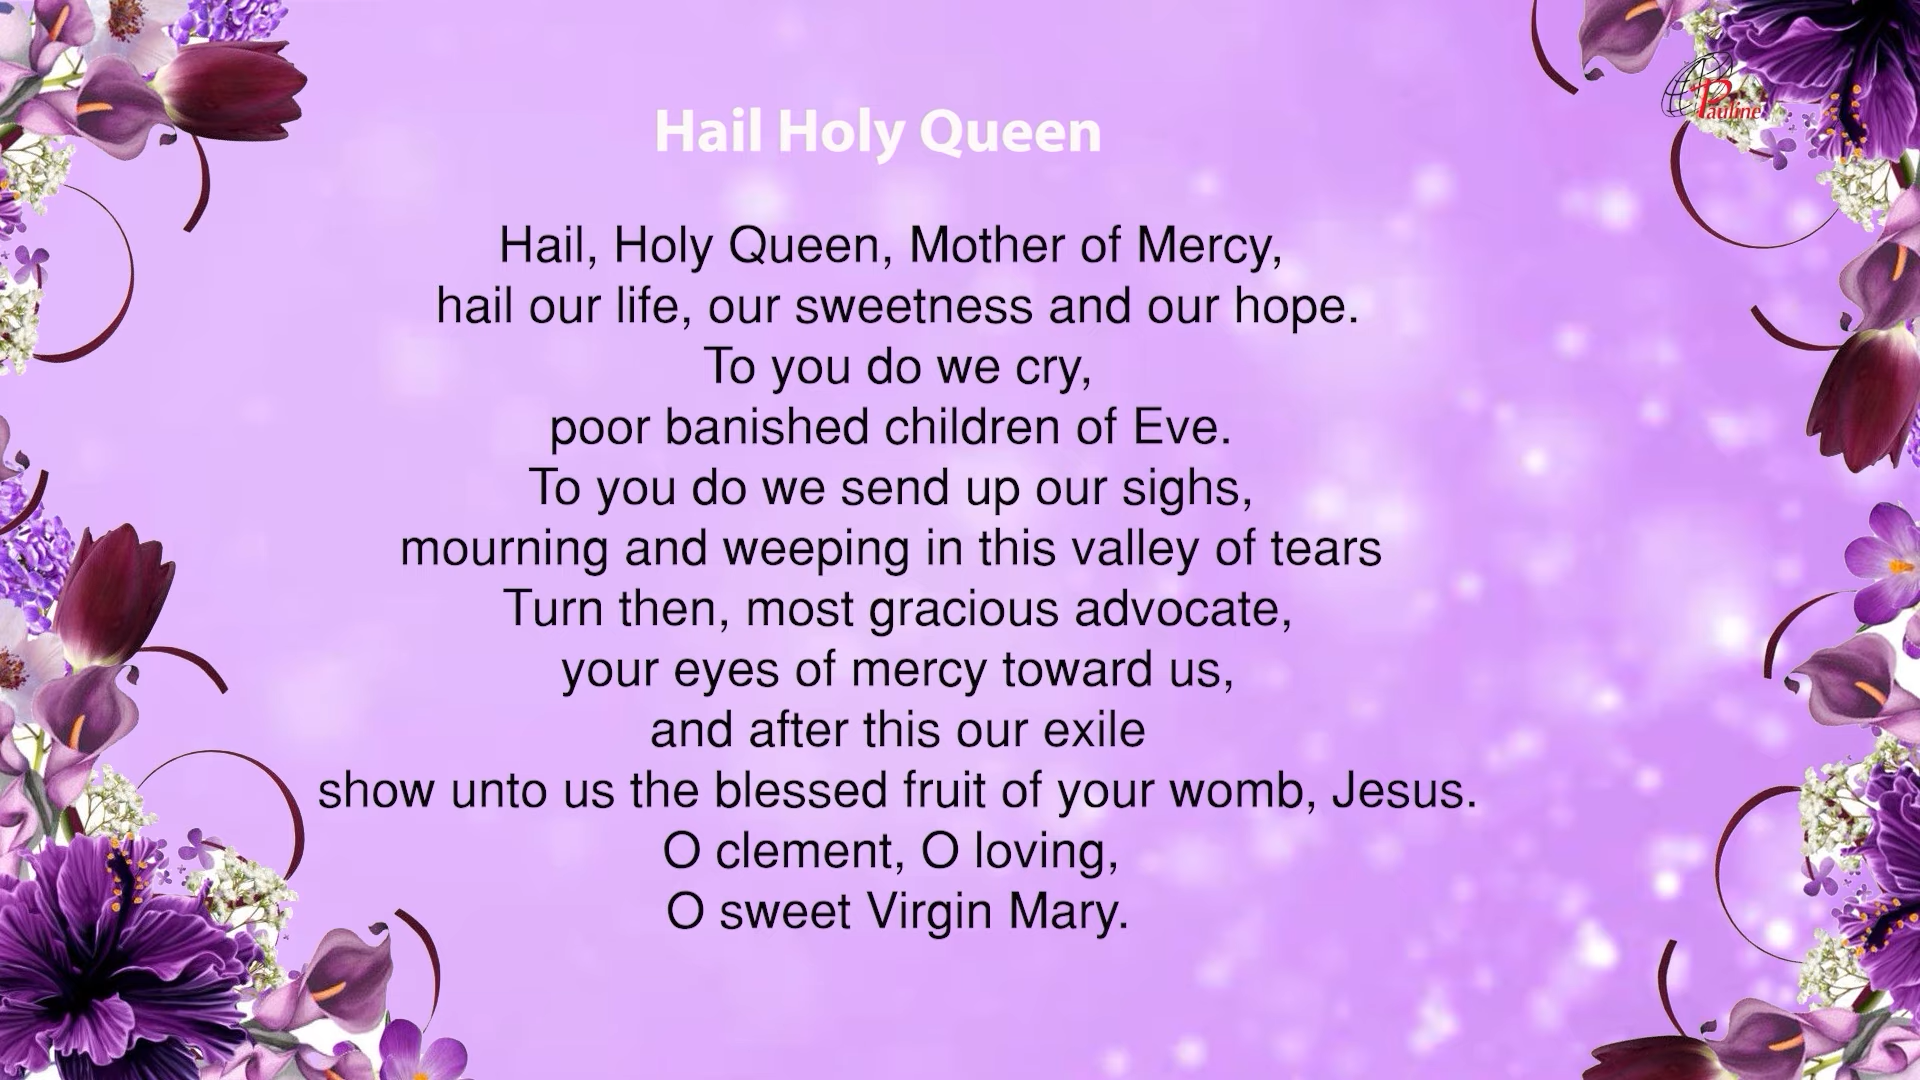 Pauline
Hail Holy Queen
Hail, Holy Queen, Mother of Mercy,
hail our life, our sweetness and our hope.
To you do we cry,
poor banished children of Eve.
To you do we send up our sighs,
mourning and weeping in this valley of tears
Turn then, most gracious advocate,
your eyes of mercy toward us,
and after this our exile
show unto us the blessed fruit of your womb, Jesus.
O clement, O loving,
O sweet Virgin Mary.